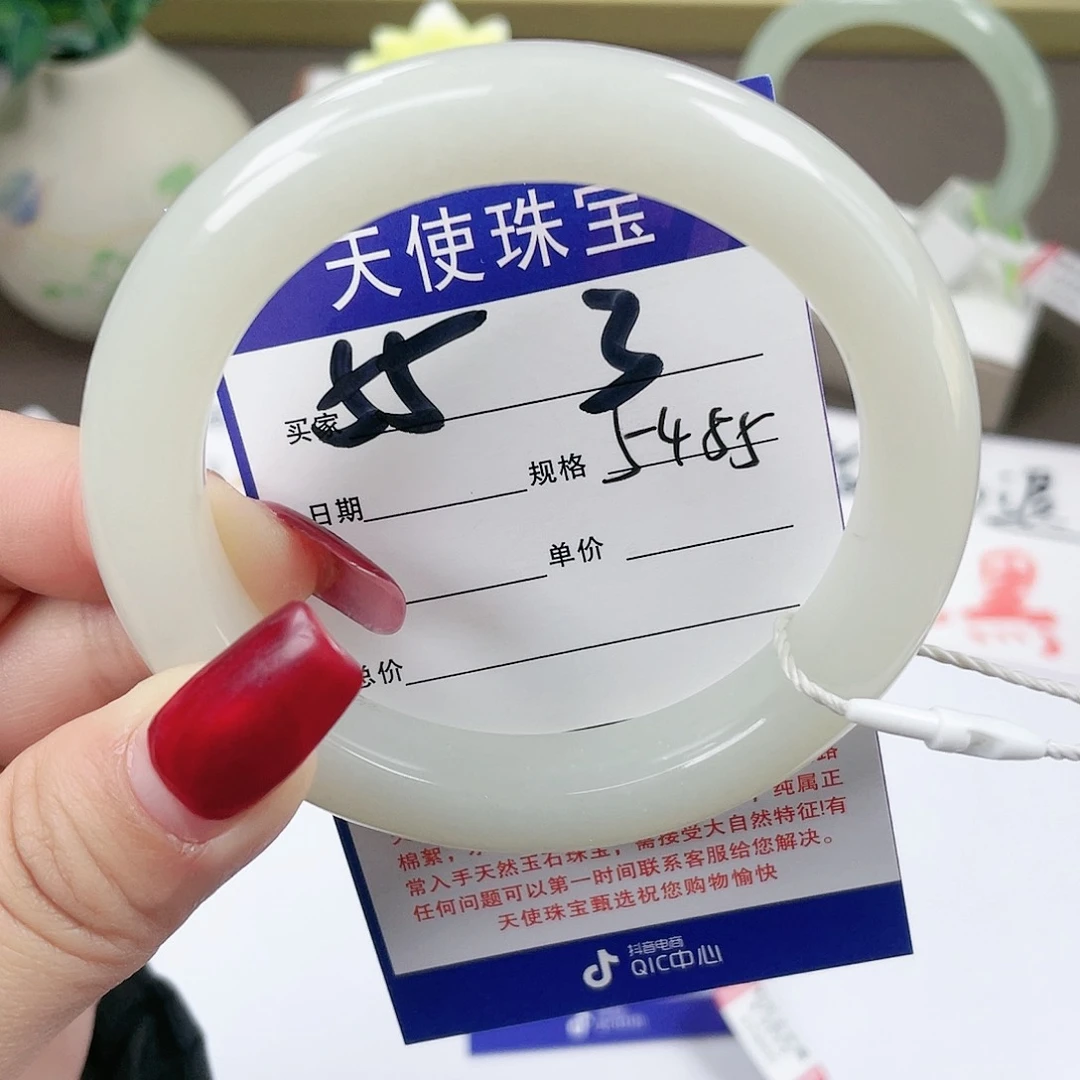 天使珠宝
买家 3
规格 5485
日期
单价
总价
路
，纯属正
棉絮，需接受大自然特征!有
常入手天然玉石珠宝，
任何问题可以第一时间联系客服给您解决。
天使珠宝甄选祝您购物愉快
抖音电商
QIC中心
退